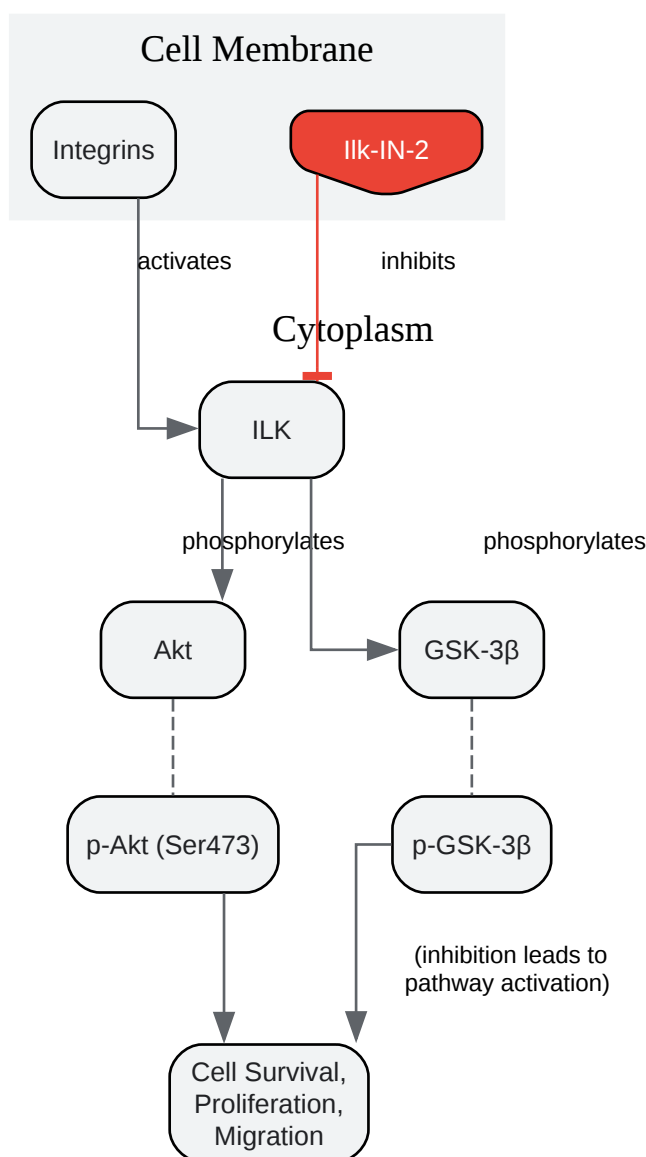 Cell Membrane
Integrins
Ilk-IN-2
activates
inhibits
Cytoplasm
ILK
phosphorylates
phosphorylates
Akt
GSK-3β
p-Akt (Ser473)
p-GSK-3β
(inhibition leads to
pathway activation)
Cell Survival,
Proliferation,
Migration